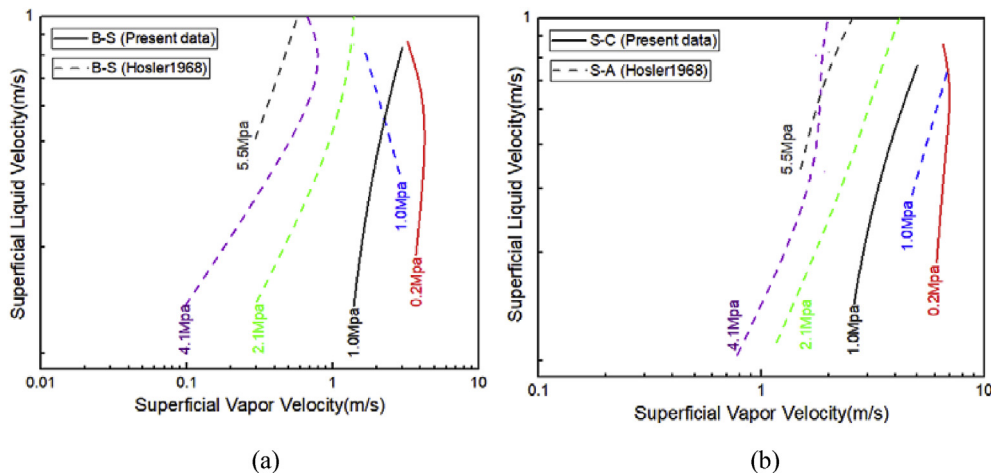 (a)
B-S (Present data)
B-S (Hosler1968)
5.5Mpa
4.1Mpa
2.1Mpa
1.0Mpa
1.0Mpa
0.2Mpa
1
Superficial Liquid Velocity(m/s)
0.01
0.1
1
10
Superficial Vapor Velocity(m/s)
(a)
(b)
S-C (Present data)
S-A (Hosler1968)
5.5Mpa
4.1Mpa
2.1Mpa
1.0Mpa
1.0Mpa
0.2Mpa
1
Superficial Liquid Velocity(m/s)
0.1
1
10
Superficial Vapor Velocity(m/s)
(b)